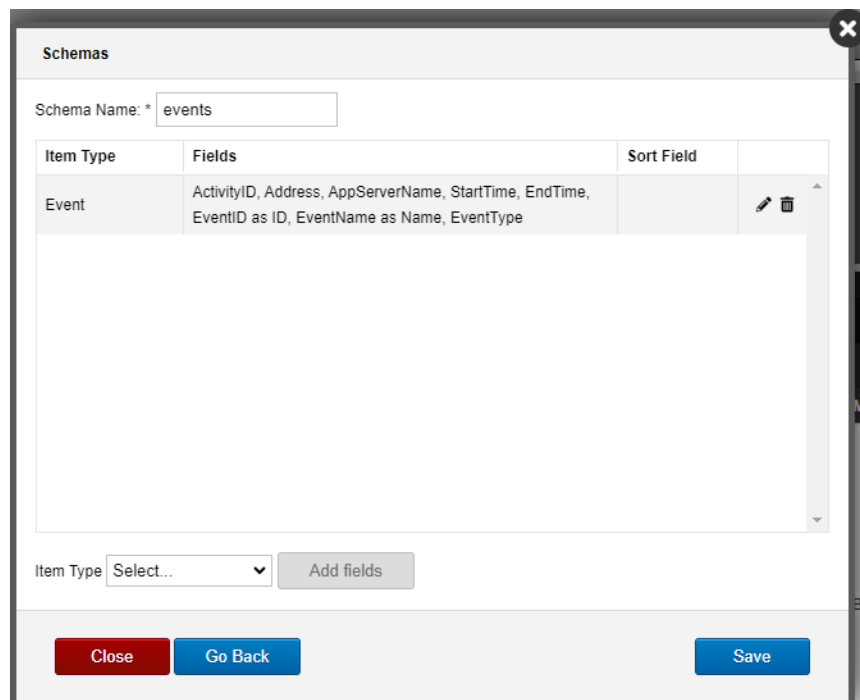 Schemas
Schema Name: * events
Item Type Fields Sort Field
Event ActivityID, Address, AppServerName, StartTime, EndTime,
EventID as ID, EventName as Name, EventType
Item Type Select... Add fields
Close Go Back Save